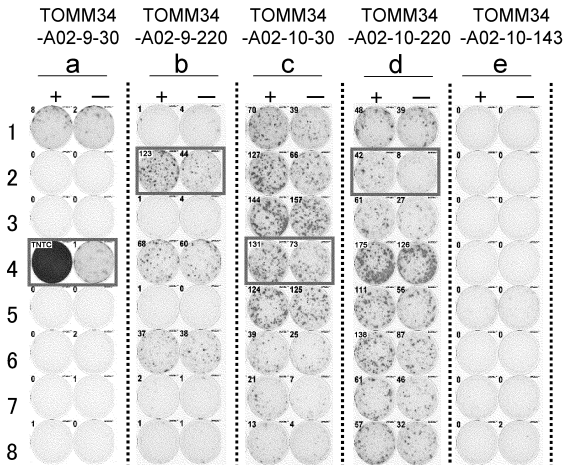 TOMM34 TOMM34 TOMM34 TOMM34 TOMM34
-A02-9-30 -A02-9-220 -A02-10-30 -A02-10-220 -A02-10-143
a b c d e
+ − + − + − + − + −
1 8 2 1 4 70 39 48 39 0 0
2 0 0 123 44 127 66 42 8 0 0
3 0 0 1 4 144 157 61 27 0 0
4 TNTC 1 68 60 131 73 175 126 0 0
5 0 0 1 0 124 125 111 56 0 0
6 0 2 37 38 39 25 138 67 0 0
7 0 0 2 1 21 7 61 46 0 0
8 1 0 1 1 13 4 57 32 0 2